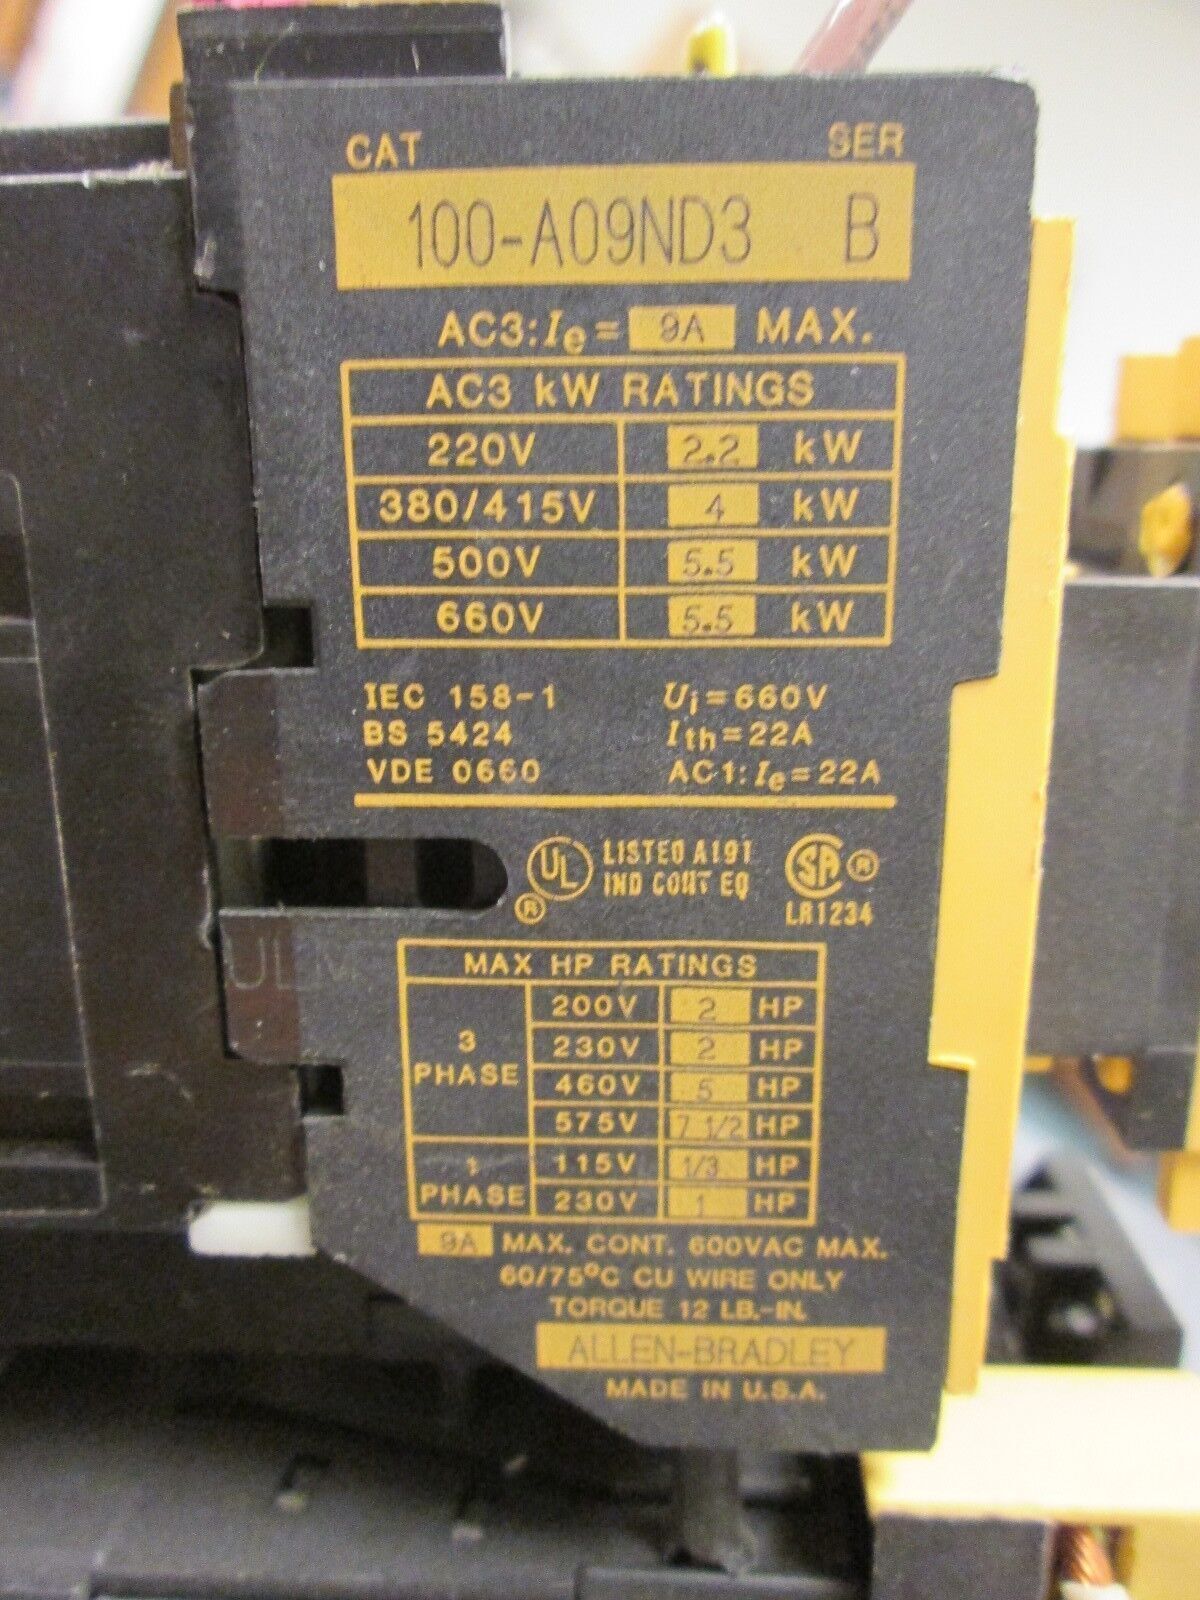 CAT SER
100-A09ND3 B
AC3:Ie= 9A MAX.
AC3 kW RATINGS
220V 2.2 kW
380/415V 4 kW
500V 5.5 kW
660V 5.5 kW
IEC 158-1 Ui=660V
BS 5424 Ith=22A
VDE 0660 AC1:Ie=22A
UL LISTED A191 SA ®
® IND CONT EQ LR1234
MAX HP RATINGS
3 PHASE
200V 2 HP
230V 2 HP
460V 5 HP
575V 7 1/2 HP
1 PHASE
115V 1/3 HP
230V 1 HP
9A MAX. CONT. 600VAC MAX.
60/75°C CU WIRE ONLY
TORQUE 12 LB.-IN.
ALLEN-BRADLEY
MADE IN U.S.A.